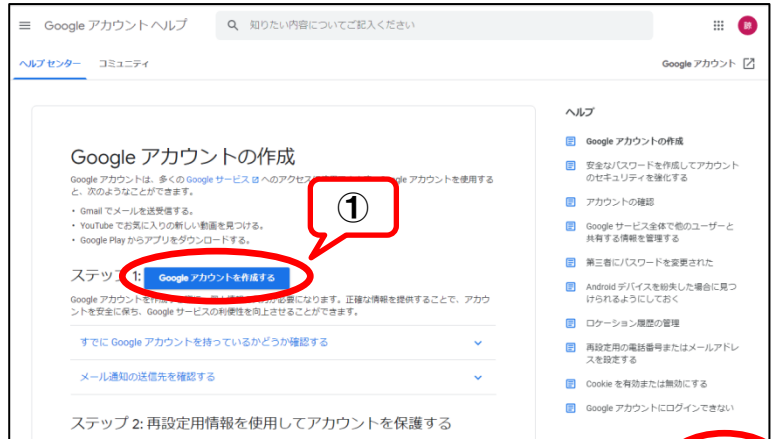 Google アカウント ヘルプ
知りたい内容についてご記入ください
ヘルプ センター コミュニティ
Google アカウント
Google アカウントの作成
Google アカウントは、多くの Google サービス へのアクセス
gle アカウントを使用する
と、次のようなことができます。
・ Gmail でメールを送受信する。
・ YouTube でお気に入りの新しい動画を見つける。
・ Google Play からアプリをダウンロードする。
①
ステップ 1: Google アカウントを作成する
Google アカウントを作成
が必要になります。正確な情報を提供することで、アカウ
ントを安全に保ち、Google サービスの利便性を向上させることができます。
すでに Google アカウントを持っているかどうか確認する
メール通知の送信先を確認する
ステップ 2: 再設定用情報を使用してアカウントを保護する
ヘルプ
Google アカウントの作成
安全なパスワードを作成してアカウント
のセキュリティを強化する
アカウントの確認
Google サービス全体で他のユーザーと
共有する情報を管理する
第三者にパスワードを変更された
Android デバイスを紛失した場合に見つ
けられるようにしておく
ロケーション履歴の管理
再設定用の電話番号またはメールアドレ
スを設定する
Cookie を有効または無効にする
Google アカウントにログインできない